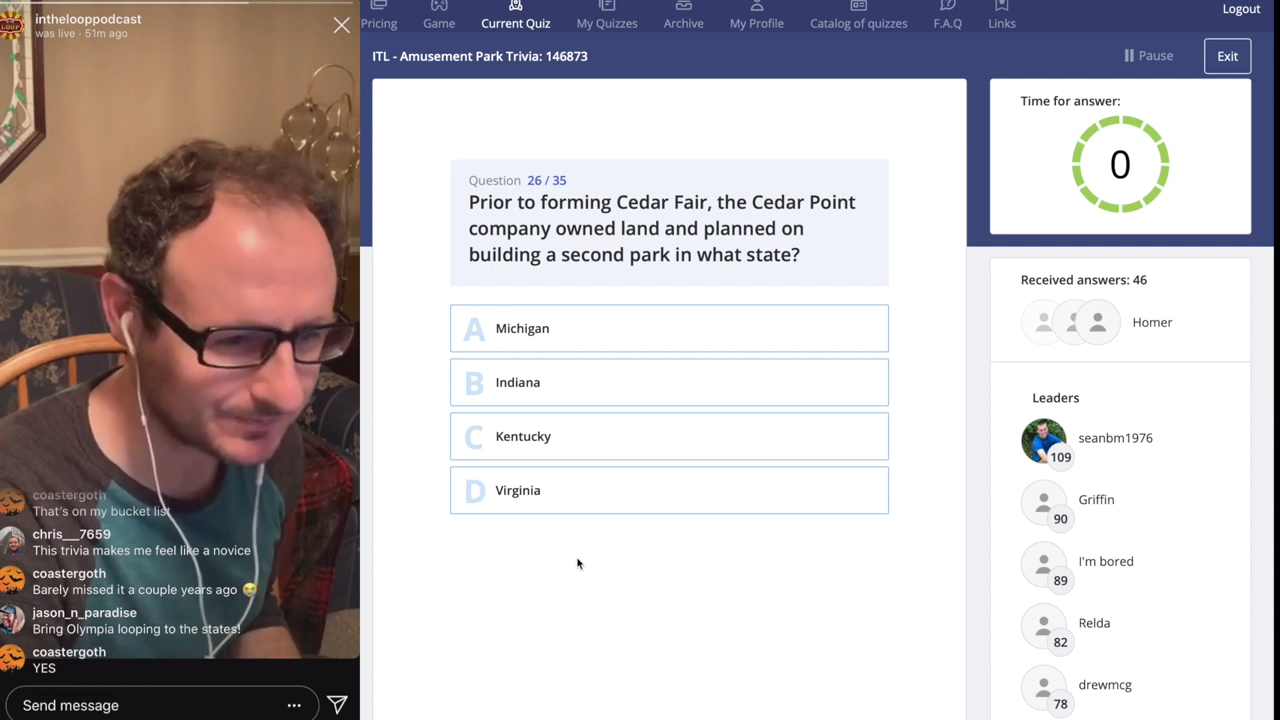 inthelooppodcast
was live · 51m ago
LOOP
Pricing
Game
Current Quiz
My Quizzes
Archive
My Profile
Catalog of quizzes
F.A.Q
Links
Logout
ITL - Amusement Park Trivia: 146873
Pause
Exit
Question 26 / 35
Prior to forming Cedar Fair, the Cedar Point
company owned land and planned on
building a second park in what state?
A Michigan
B Indiana
C Kentucky
D Virginia
Time for answer:
0
Received answers: 46
Homer
Leaders
seanbm1976
109
Griffin
90
I'm bored
89
Relda
82
drewmcg
78
coastergoth
That's on my bucket list
chris__7659
This trivia makes me feel like a novice
coastergoth
Barely missed it a couple years ago 😭
jason_n_paradise
Bring Olympia looping to the states!
coastergoth
YES
Send message